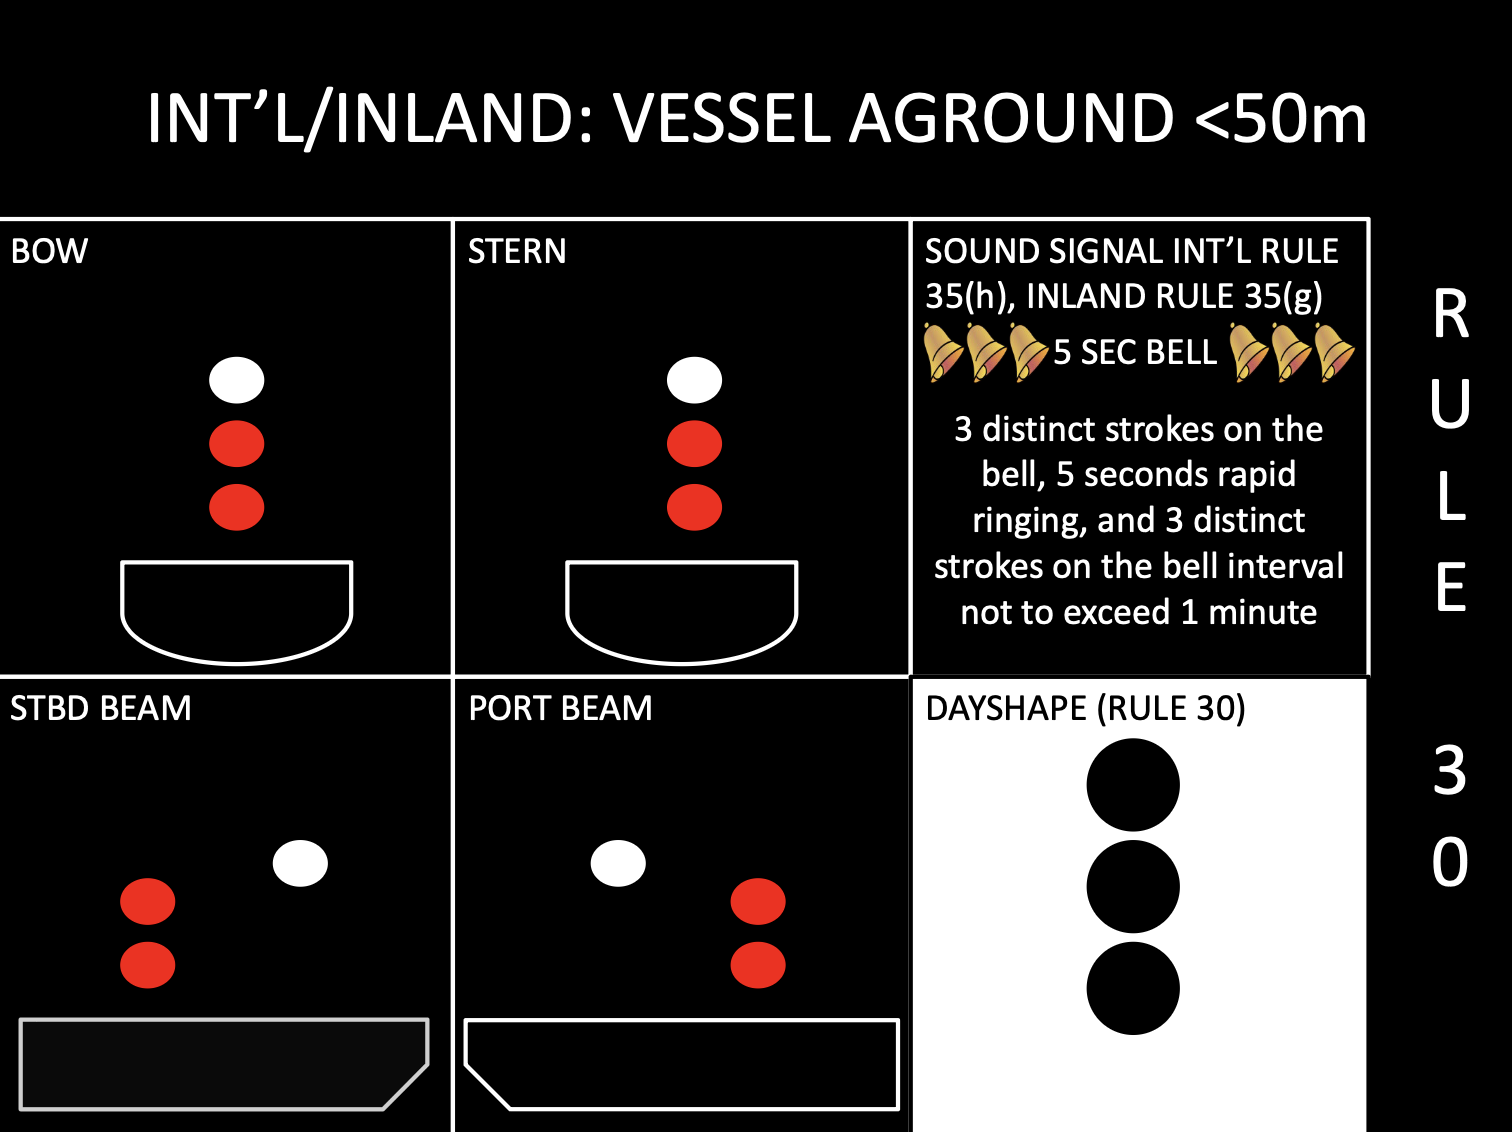 INT’L/INLAND: VESSEL AGROUND <50m
BOW
STERN
SOUND SIGNAL INT’L RULE
35(h), INLAND RULE 35(g)
5 SEC BELL
3 distinct strokes on the
bell, 5 seconds rapid
ringing, and 3 distinct
strokes on the bell interval
not to exceed 1 minute
STBD BEAM
PORT BEAM
DAYSHAPE (RULE 30)
R
U
L
E
3
0